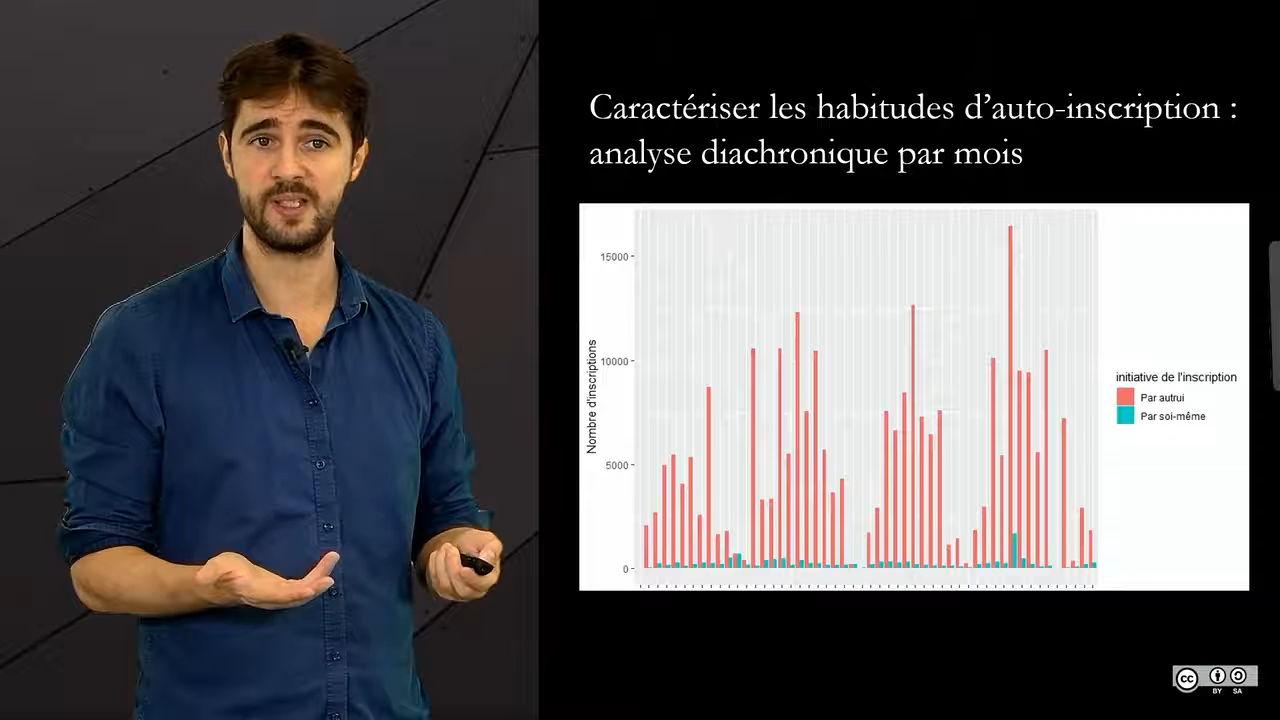 Caractériser les habitudes d’auto-inscription :
analyse diachronique par mois
15000
10000
5000
0
Nombre d'inscriptions
initiative de l'inscription
Par autrui
Par soi-même
cc
BY SA